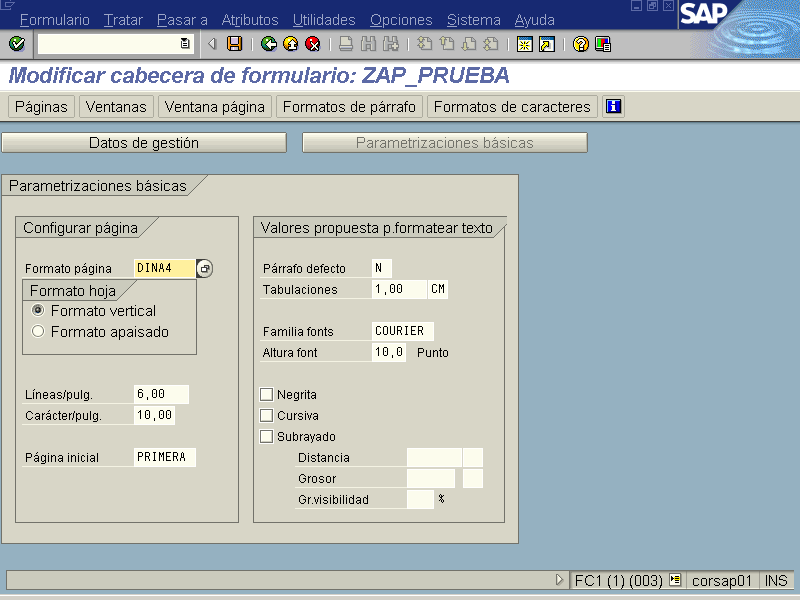 Formulario Tratar Pasar a Atributos Utilidades Opciones Sistema Ayuda
SAP
Modificar cabecera de formulario: ZAP_PRUEBA
Páginas Ventanas Ventana página Formatos de párrafo Formatos de caracteres
Datos de gestión Parametrizaciones básicas
Parametrizaciones básicas
Configurar página
Formato página DINA4
Formato hoja
Formato vertical
Formato apaisado
Líneas/pulg. 6,00
Carácter/pulg. 10,00
Página inicial PRIMERA
Valores propuesta p.formatear texto
Párrafo defecto N
Tabulaciones 1,00 CM
Familia fonts COURIER
Altura font 10,0 Punto
Negrita
Cursiva
Subrayado
Distancia
Grosor
Gr.visibilidad %
FC1 (1) (003) corsap01 INS